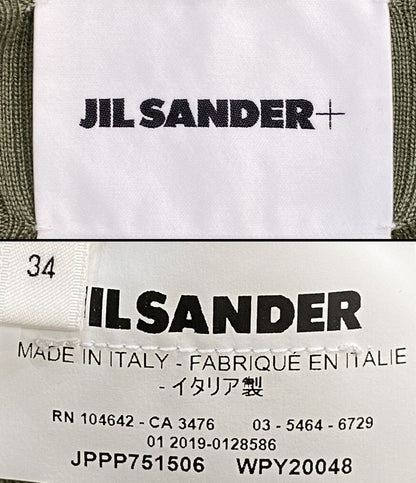 JIL SANDER+
34
JIL SANDER
MADE IN ITALY - FABRIQUÉ EN ITALIE
- イタリア製
RN 104642 - CA 3476 03 - 5464 - 6729
01 2019-0128586
JPPP751506 WPY20048